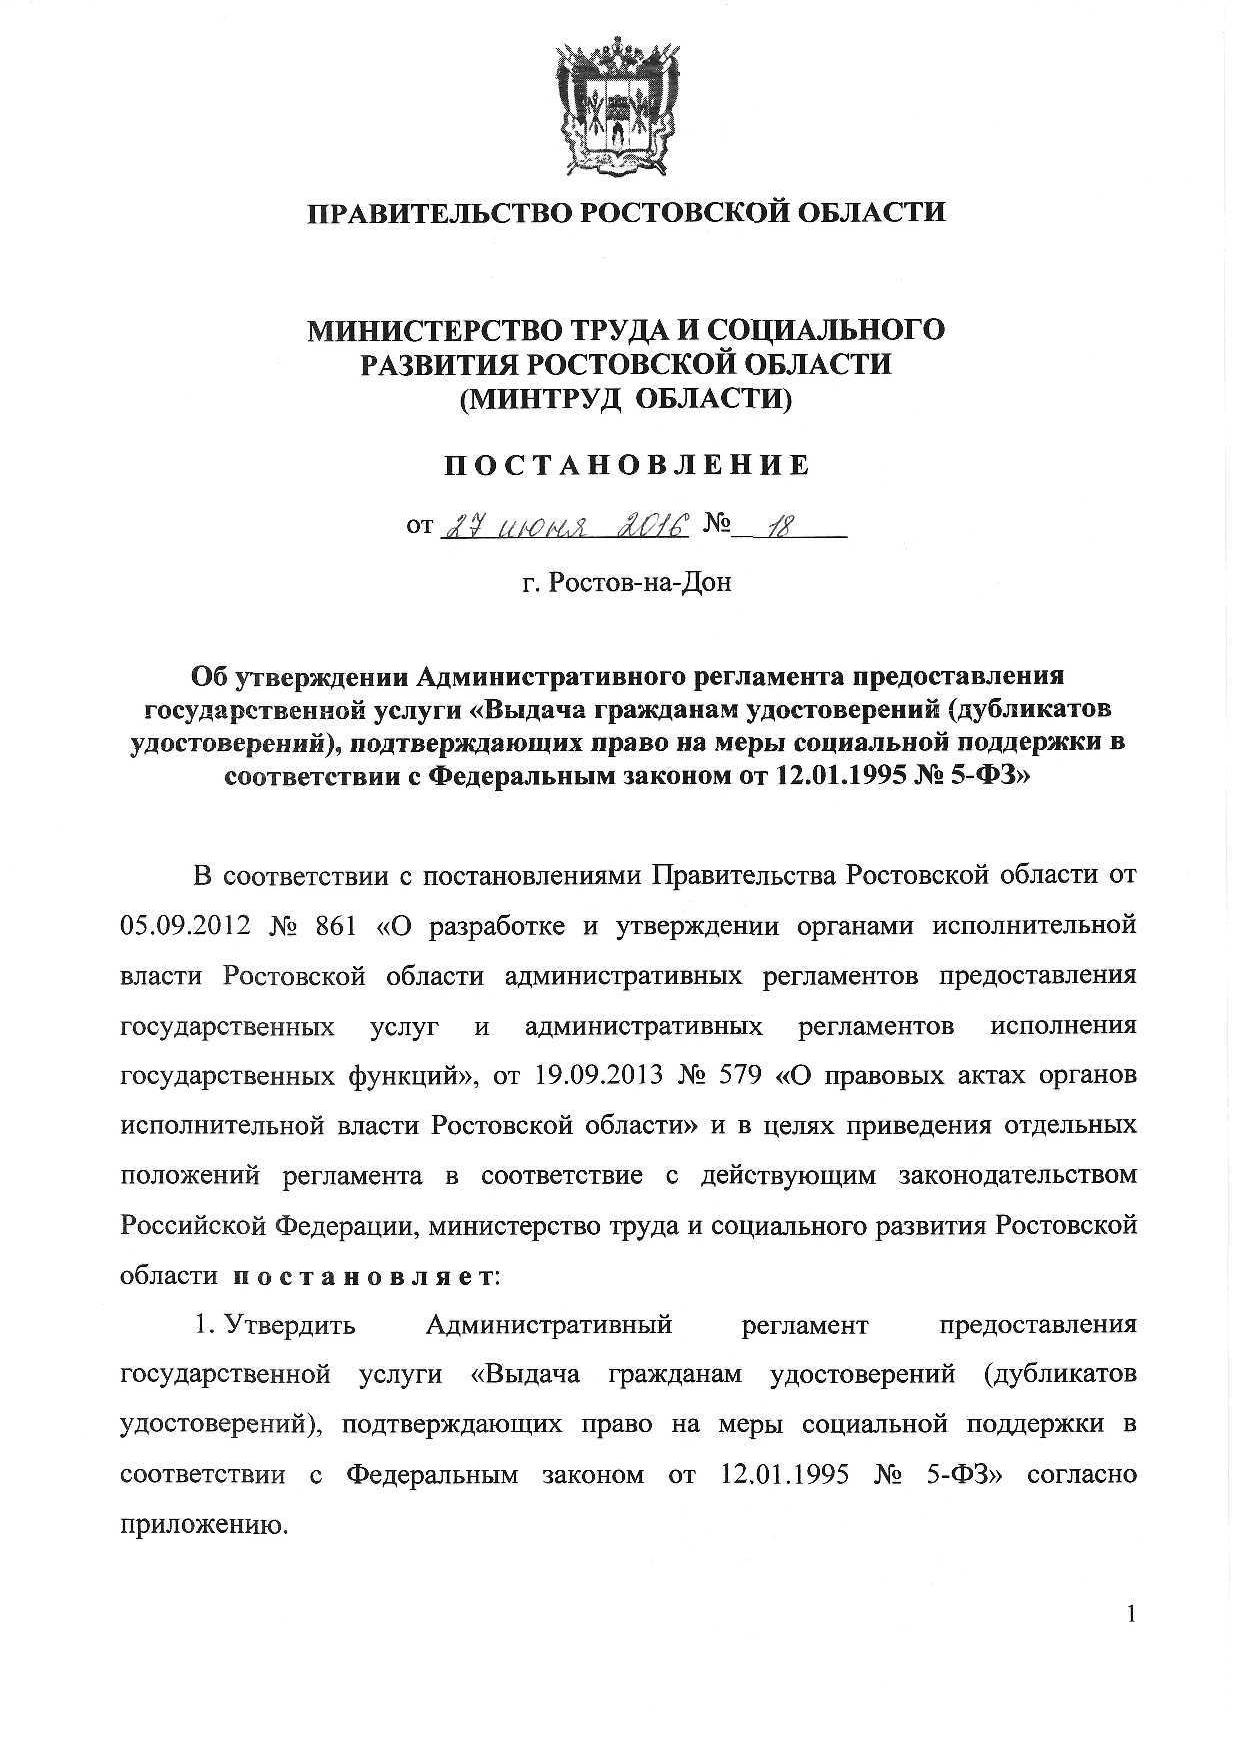 ПРАВИТЕЛЬСТВО РОСТОВСКОЙ ОБЛАСТИ
МИНИСТЕРСТВО ТРУДА И СОЦИАЛЬНОГО
РАЗВИТИЯ РОСТОВСКОЙ ОБЛАСТИ
(МИНТРУД ОБЛАСТИ)
П О С Т А Н О В Л Е Н И Е
от 27 июня 2016 № 18
г. Ростов-на-Дон
Об утверждении Административного регламента предоставления
государственной услуги «Выдача гражданам удостоверений (дубликатов
удостоверений), подтверждающих право на меры социальной поддержки в
соответствии с Федеральным законом от 12.01.1995 № 5-ФЗ»
В соответствии с постановлениями Правительства Ростовской области от
05.09.2012 № 861 «О разработке и утверждении органами исполнительной
власти Ростовской области административных регламентов предоставления
государственных услуг и административных регламентов исполнения
государственных функций», от 19.09.2013 № 579 «О правовых актах органов
исполнительной власти Ростовской области» и в целях приведения отдельных
положений регламента в соответствие с действующим законодательством
Российской Федерации, министерство труда и социального развития Ростовской
области п о с т а н о в л я е т:
1. Утвердить Административный регламент предоставления
государственной услуги «Выдача гражданам удостоверений (дубликатов
удостоверений), подтверждающих право на меры социальной поддержки в
соответствии с Федеральным законом от 12.01.1995 № 5-ФЗ» согласно
приложению.
1